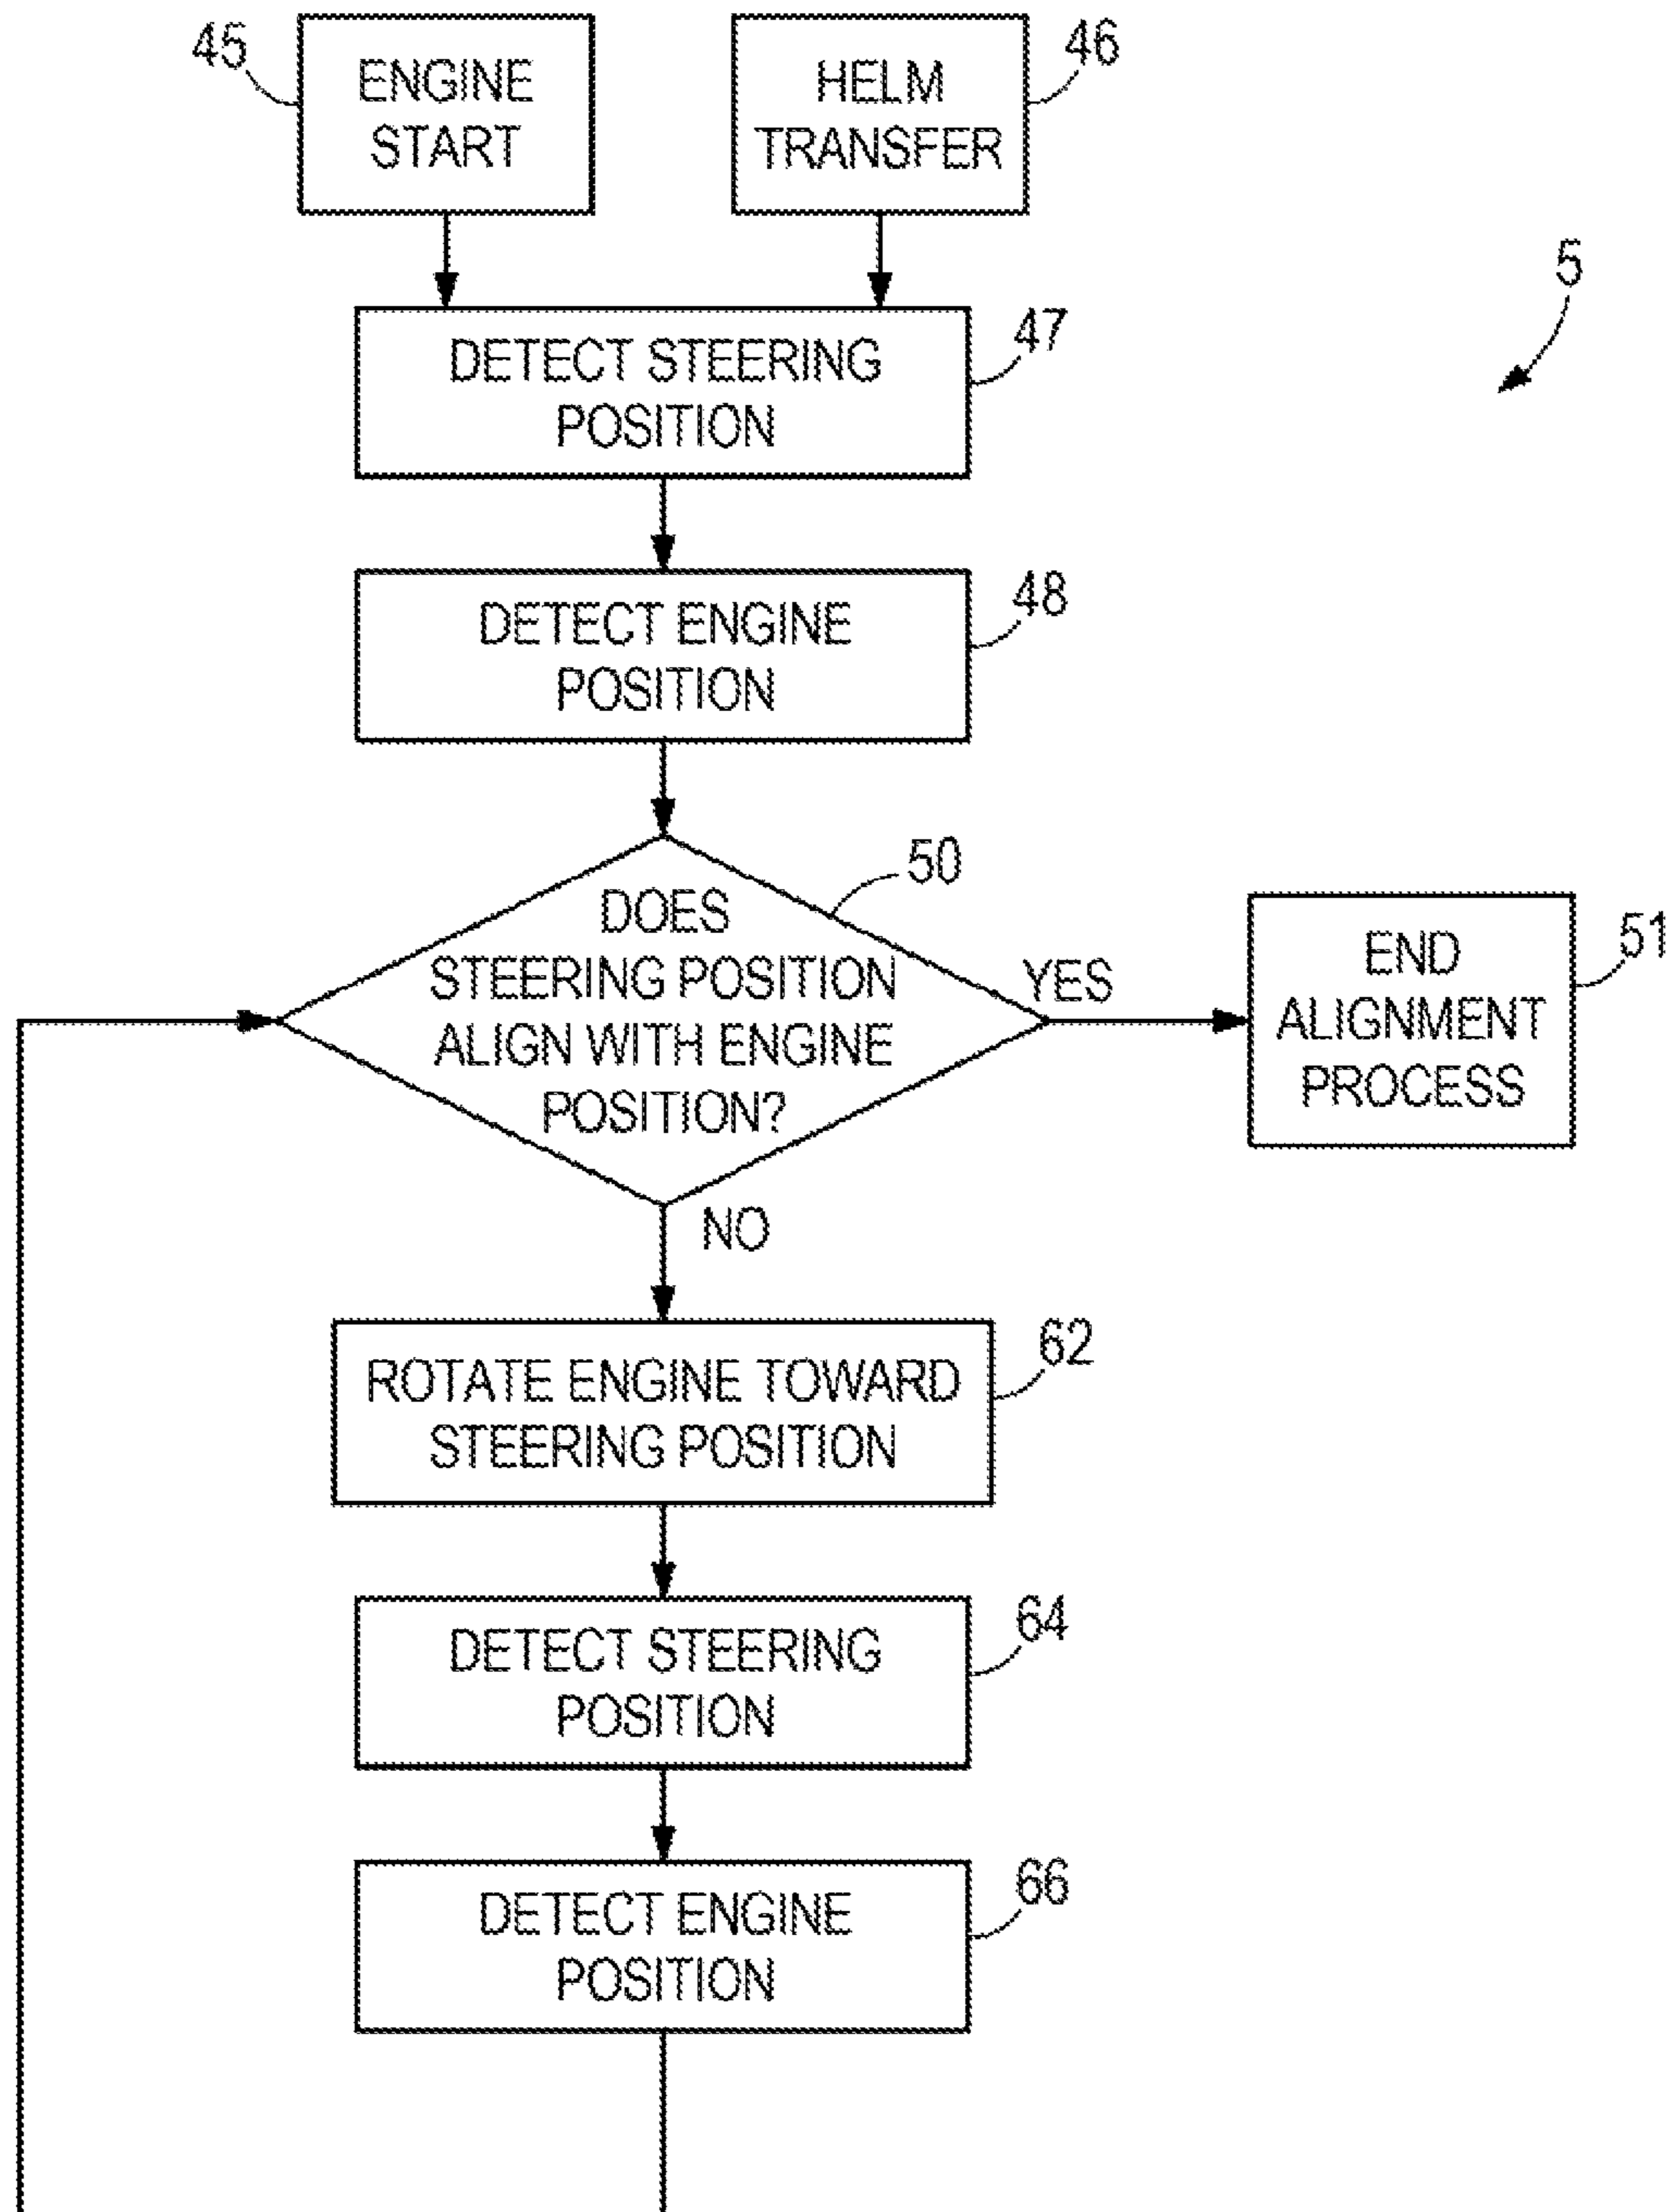 45
ENGINE
START
46
HELM
TRANSFER
5
47
DETECT STEERING
POSITION
48
DETECT ENGINE
POSITION
50
DOES
STEERING POSITION
ALIGN WITH ENGINE
POSITION?
YES
51
END
ALIGNMENT
PROCESS
NO
62
ROTATE ENGINE TOWARD
STEERING POSITION
64
DETECT STEERING
POSITION
66
DETECT ENGINE
POSITION